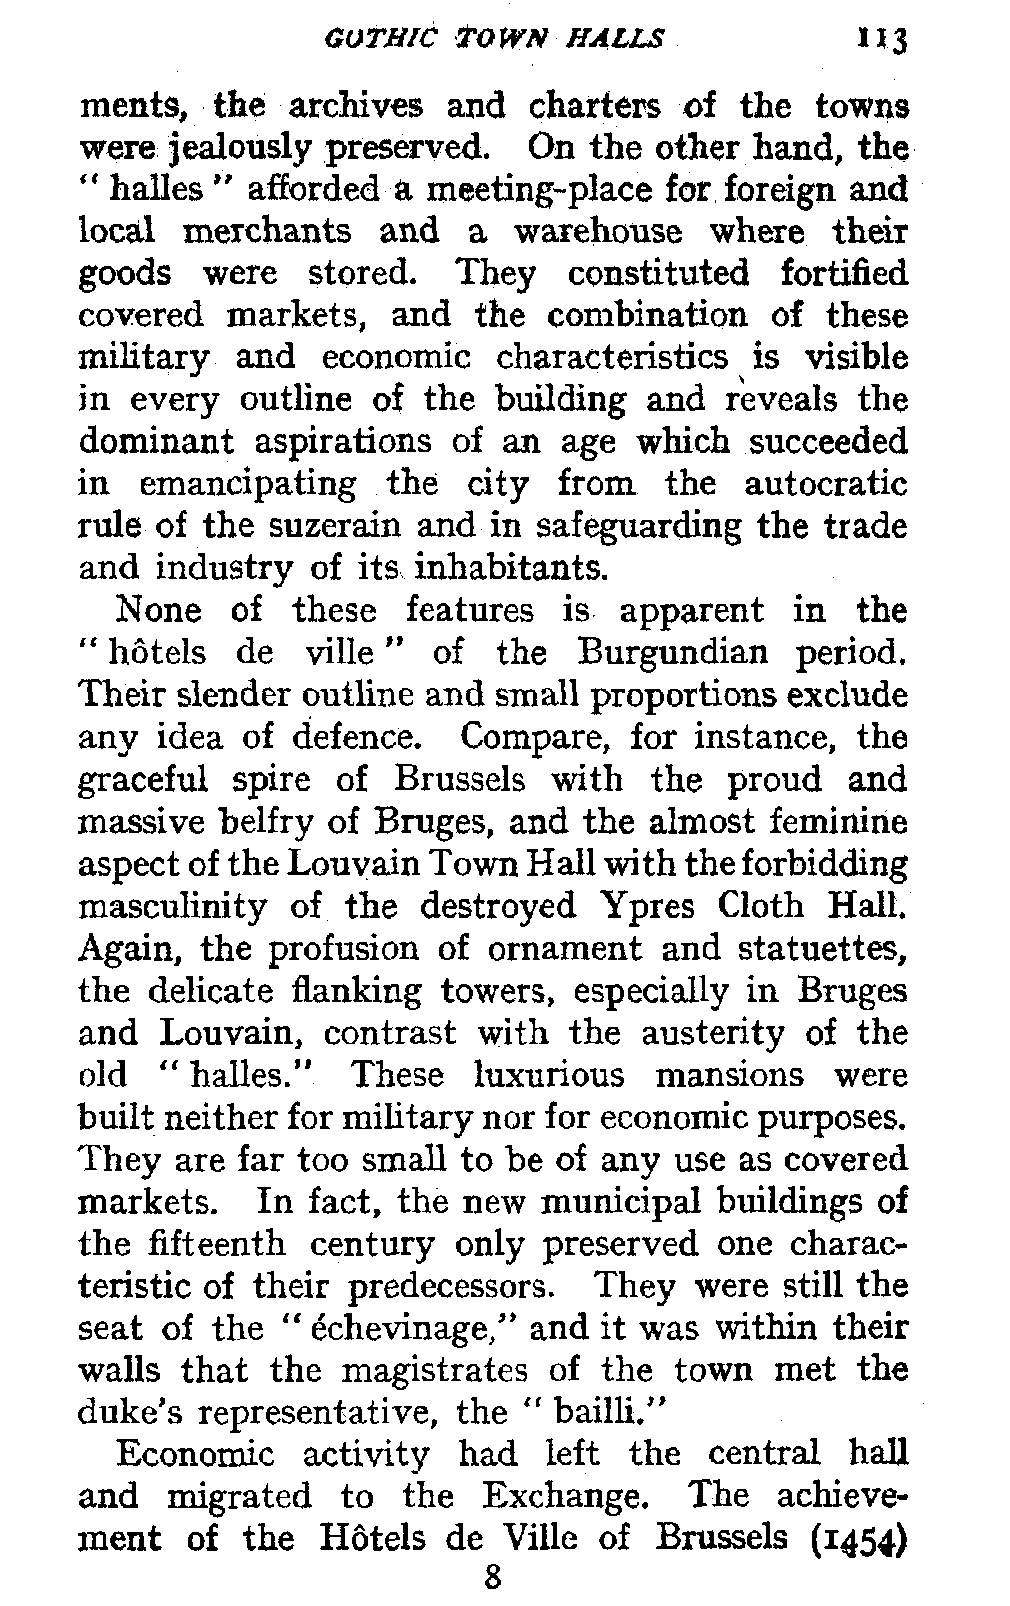 GOTHIC TOWN HALLS 113
ments, the archives and charters of the towns
were jealously preserved. On the other hand, the
" halles " afforded a meeting-place for foreign and
local merchants and a warehouse where their
goods were stored. They constituted fortified
covered markets, and the combination of these
military and economic characteristics is visible
in every outline of the building and reveals the
dominant aspirations of an age which succeeded
in emancipating the city from the autocratic
rule of the suzerain and in safeguarding the trade
and industry of its inhabitants.
None of these features is apparent in the
" hôtels de ville " of the Burgundian period.
Their slender outline and small proportions exclude
any idea of defence. Compare, for instance, the
graceful spire of Brussels with the proud and
massive belfry of Bruges, and the almost feminine
aspect of the Louvain Town Hall with the forbidding
masculinity of the destroyed Ypres Cloth Hall.
Again, the profusion of ornament and statuettes,
the delicate flanking towers, especially in Bruges
and Louvain, contrast with the austerity of the
old " halles." These luxurious mansions were
built neither for military nor for economic purposes.
They are far too small to be of any use as covered
markets. In fact, the new municipal buildings of
the fifteenth century only preserved one charac-
teristic of their predecessors. They were still the
seat of the " échevinage," and it was within their
walls that the magistrates of the town met the
duke's representative, the " bailli."
Economic activity had left the central hall
and migrated to the Exchange. The achieve-
ment of the Hôtels de Ville of Brussels (1454)
8